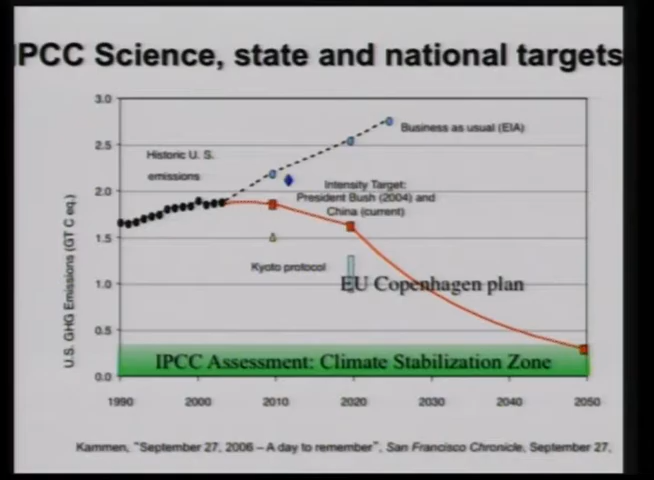 IPCC Science, state and national targets
3.0
Business as usual (EIA)
2.5
Historic U. S.
emissions
Intensity Target:
President Bush (2004) and
China (current)
2.0
1.5
Kyoto protocol
EU Copenhagen plan
1.0
0.5
IPCC Assessment: Climate Stabilization Zone
0.0
U.S. GHG Emissions (GT C eq.)
1990 2000 2010 2020 2030 2040 2050
Kammen, "September 27, 2006 – A day to remember", San Francisco Chronicle, September 27,